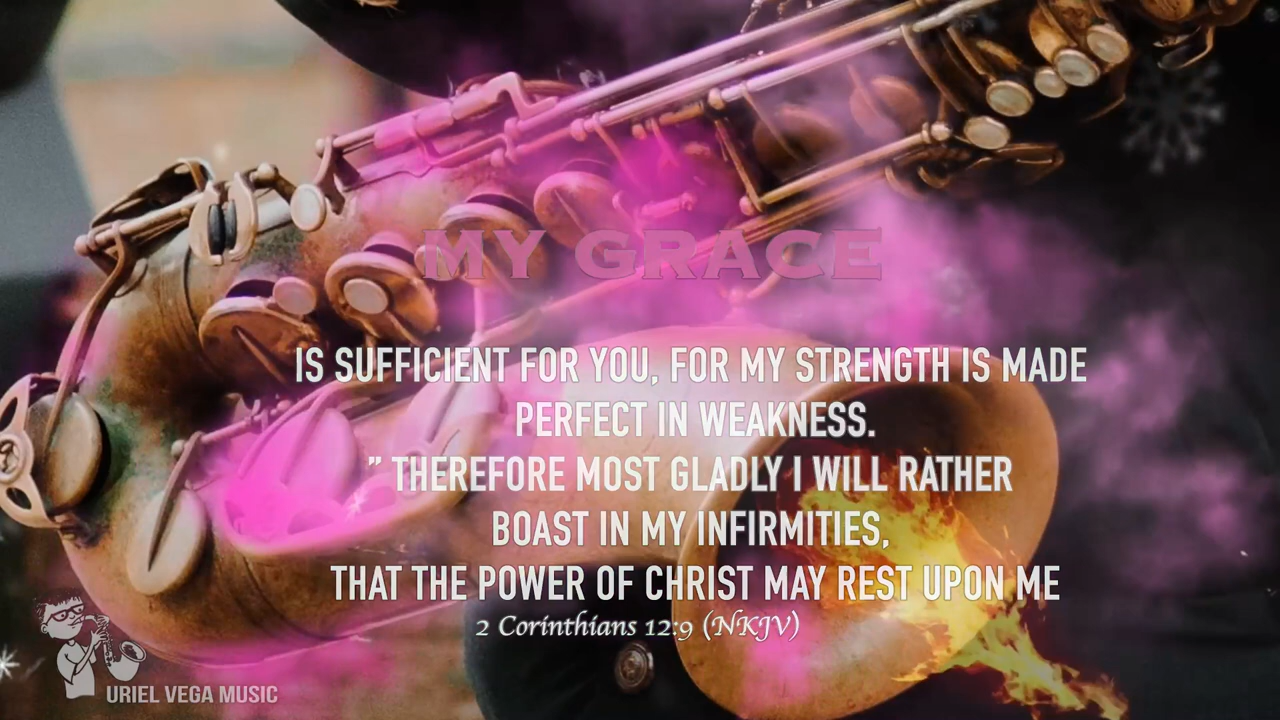 MY GRACE
IS SUFFICIENT FOR YOU, FOR MY STRENGTH IS MADE
PERFECT IN WEAKNESS.
” THEREFORE MOST GLADLY I WILL RATHER
BOAST IN MY INFIRMITIES,
THAT THE POWER OF CHRIST MAY REST UPON ME
2 Corinthians 12:9 (NKJV)
URIEL VEGA MUSIC